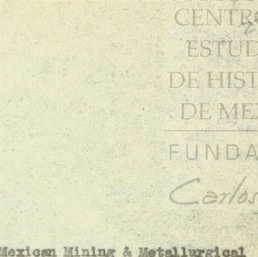 CENTRO
ESTUD
DE HIST
DE ME
FUNDA
Carlos
Mexican Mining & Metallurgical